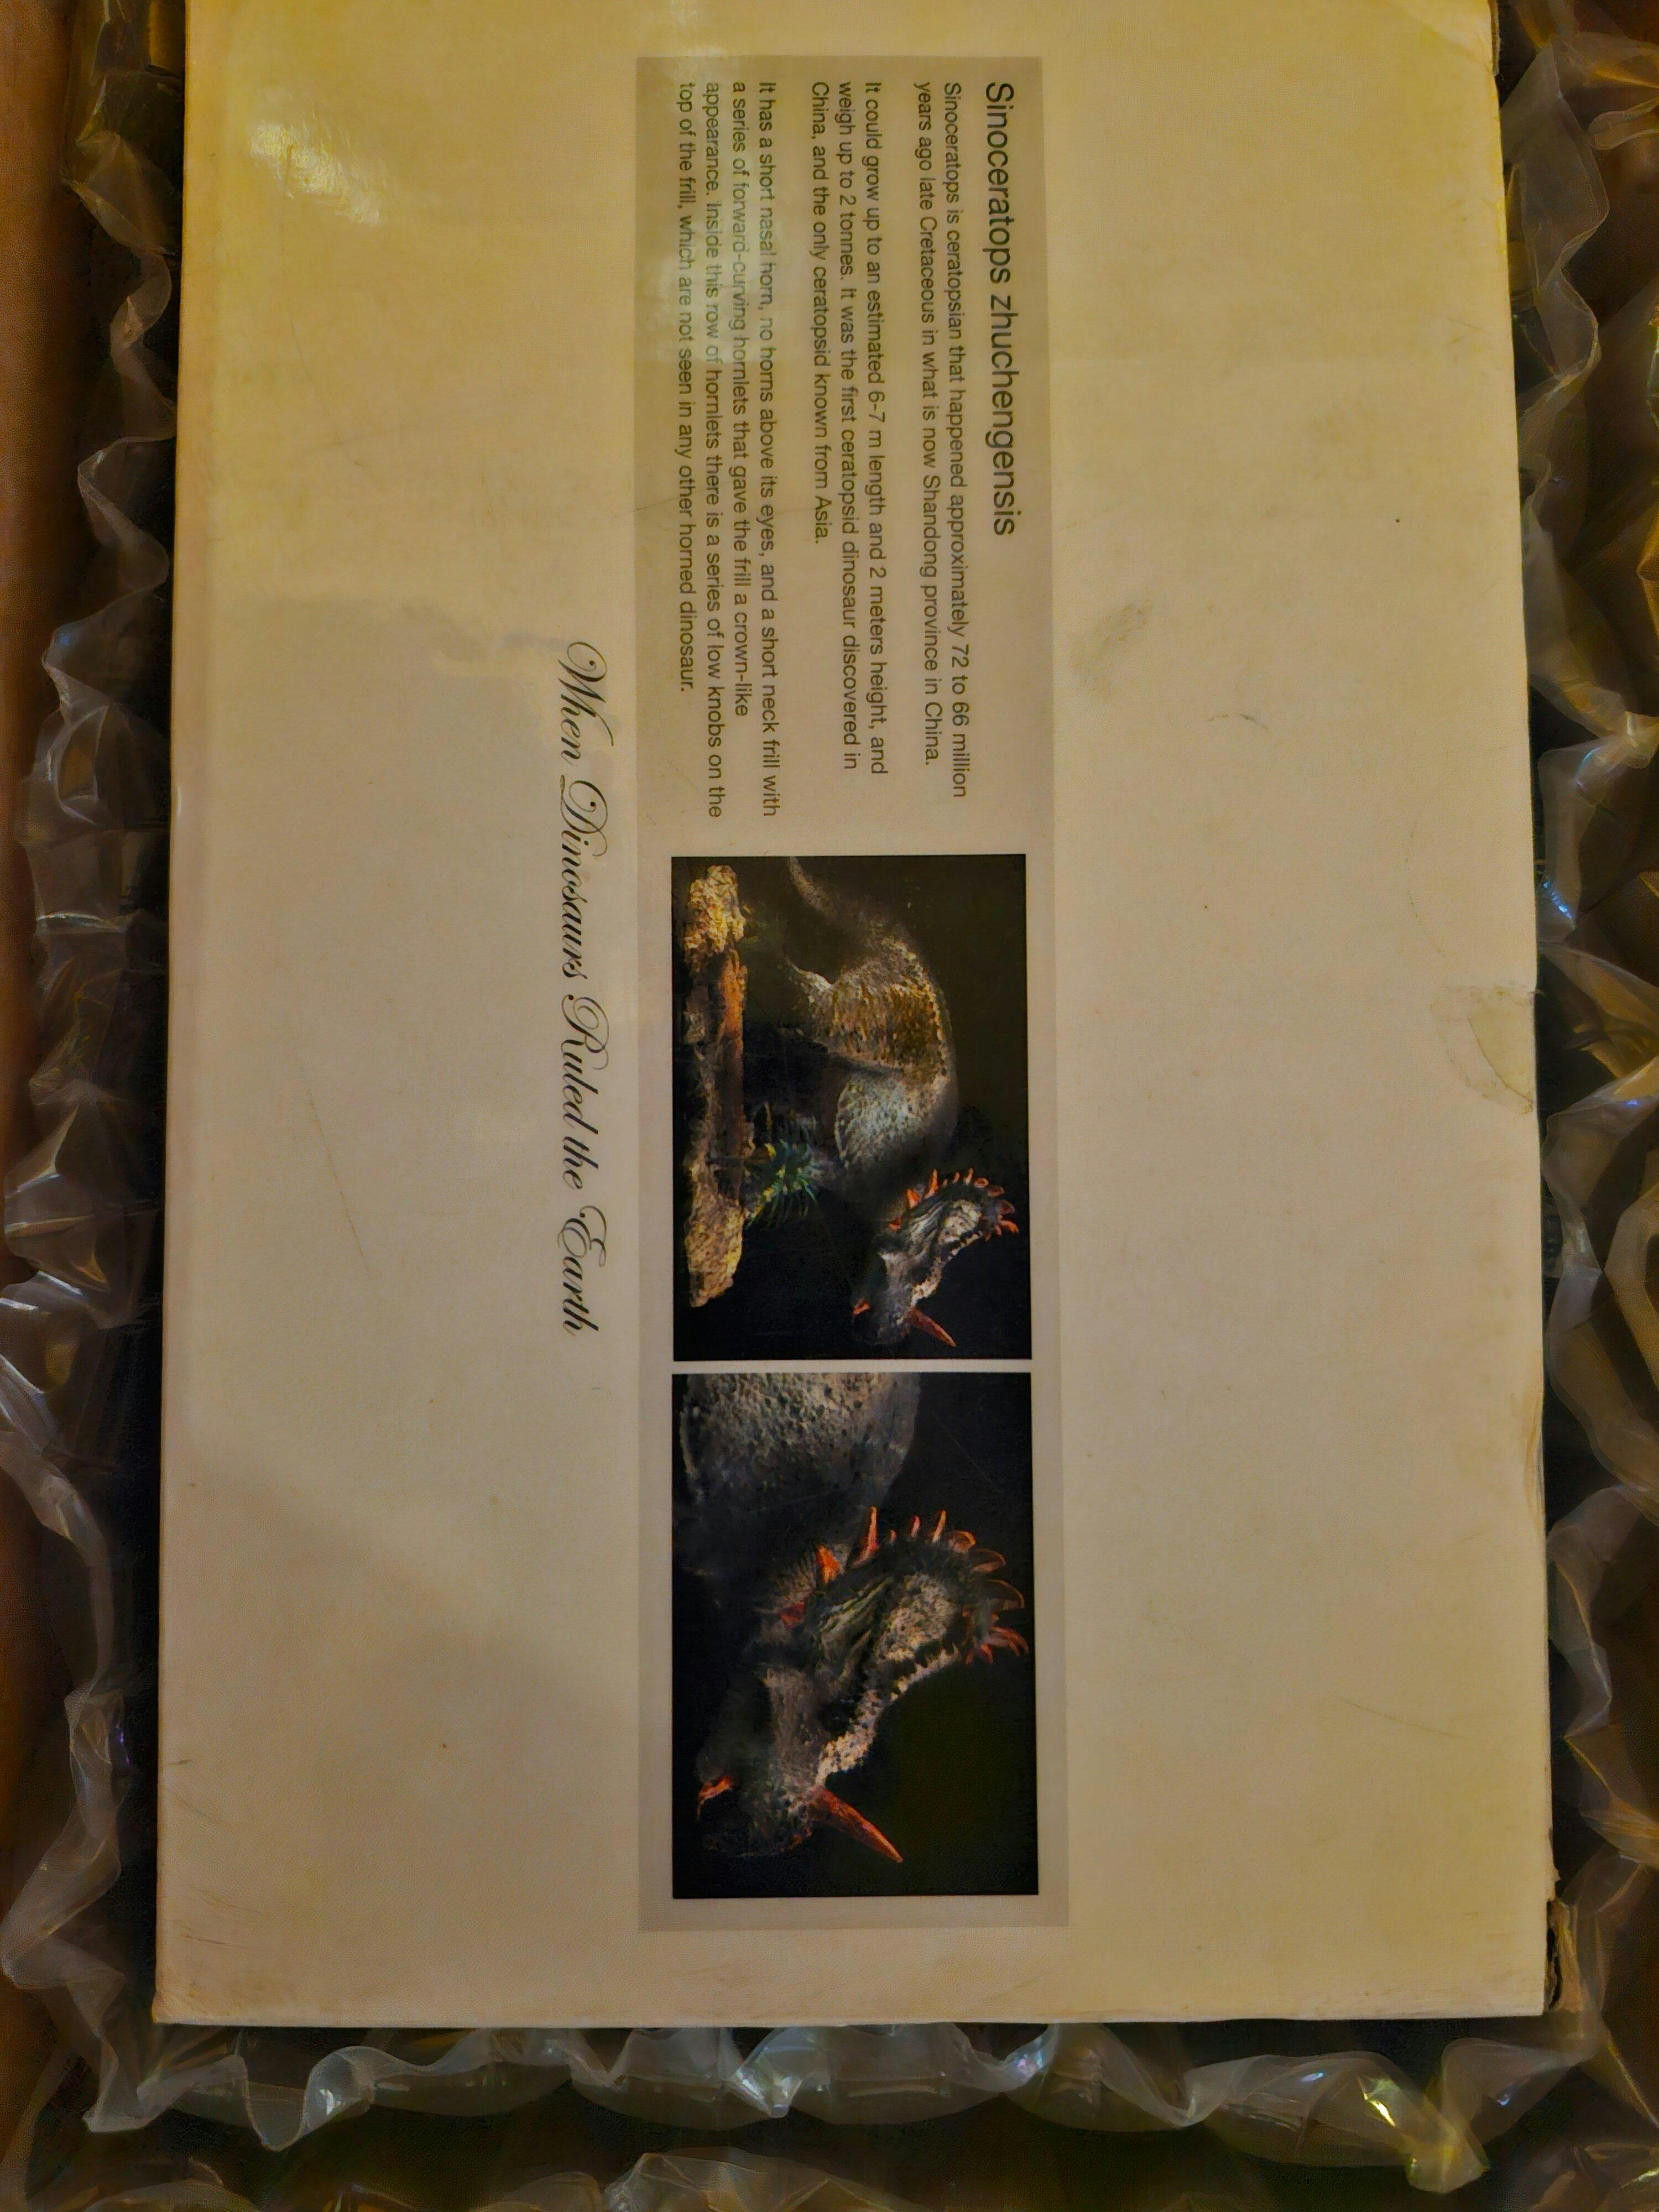 Sinoceratops zhuchengensis
Sinoceratops is ceratopsian that happened approximately 72 to 66 million
years ago late Cretaceous in what is now Shandong province in China.
It could grow up to an estimated 6-7 m length and 2 meters height, and
weigh up to 2 tonnes. It was the first ceratopsid dinosaur discovered in
China, and the only ceratopsid known from Asia.
It has a short nasal horn, no horns above its eyes, and a short neck frill with
a series of forward-curving hornlets that gave the frill a crown-like
appearance. Inside this row of hornlets there is a series of low knobs on the
top of the frill, which are not seen in any other horned dinosaur.
When Dinosaurs Ruled the Earth